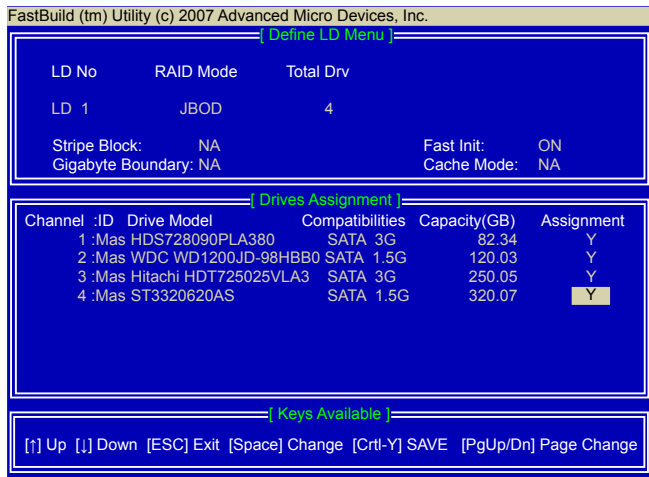 FastBuild (tm) Utility (c) 2007 Advanced Micro Devices, Inc.
[ Define LD Menu ]
LD No RAID Mode Total Drv
LD 1 JBOD 4
Stripe Block: NA Fast Init: ON
Gigabyte Boundary: NA Cache Mode: NA
[ Drives Assignment ]
Channel :ID Drive Model Compatibilities Capacity(GB) Assignment
1 :Mas HDS728090PLA380 SATA 3G 82.34 Y
2 :Mas WDC WD1200JD-98HBB0 SATA 1.5G 120.03 Y
3 :Mas Hitachi HDT725025VLA3 SATA 3G 250.05 Y
4 :Mas ST3320620AS SATA 1.5G 320.07 Y
[ Keys Available ]
[↑] Up [↓] Down [ESC] Exit [Space] Change [Crtl-Y] SAVE [PgUp/Dn] Page Change